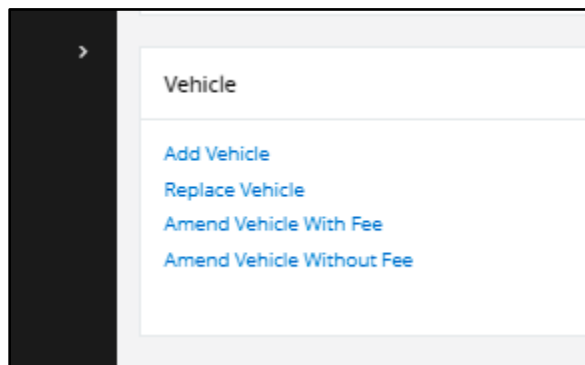 Vehicle
Add Vehicle
Replace Vehicle
Amend Vehicle With Fee
Amend Vehicle Without Fee